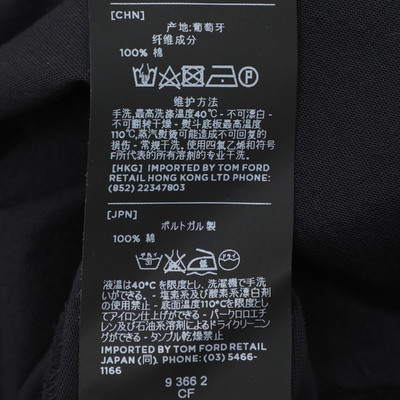 [CHN]
产地:葡萄牙
纤维成分
100% 棉
维护方法
手洗,最高洗涤温度40°C - 不可漂白 -
不可翻转干燥 - 熨斗底板最高温度
110°C,蒸汽熨烫可能造成不可回复的
损伤 - 常规干洗。使用四氯乙烯和符号
F所代表的所有溶剂的专业干洗。
[HKG] IMPORTED BY TOM FORD
RETAIL HONG KONG LTD PHONE:
(852) 22347803
[JPN]
ポルトガル製
100% 綿
液温は40°Cを限度とし、洗濯機で手洗
いができる。- 塩素系及び酸素系漂白剤
の使用禁止 - 底面温度110°Cを限度とし
てアイロン仕上げができる - パークロロエチ
レン及び石油系溶剤によるドライクリーニン
グができる - タンブル乾燥禁止
IMPORTED BY TOM FORD RETAIL
JAPAN (同). PHONE: (03) 5466-
1166
9 366 2
CF